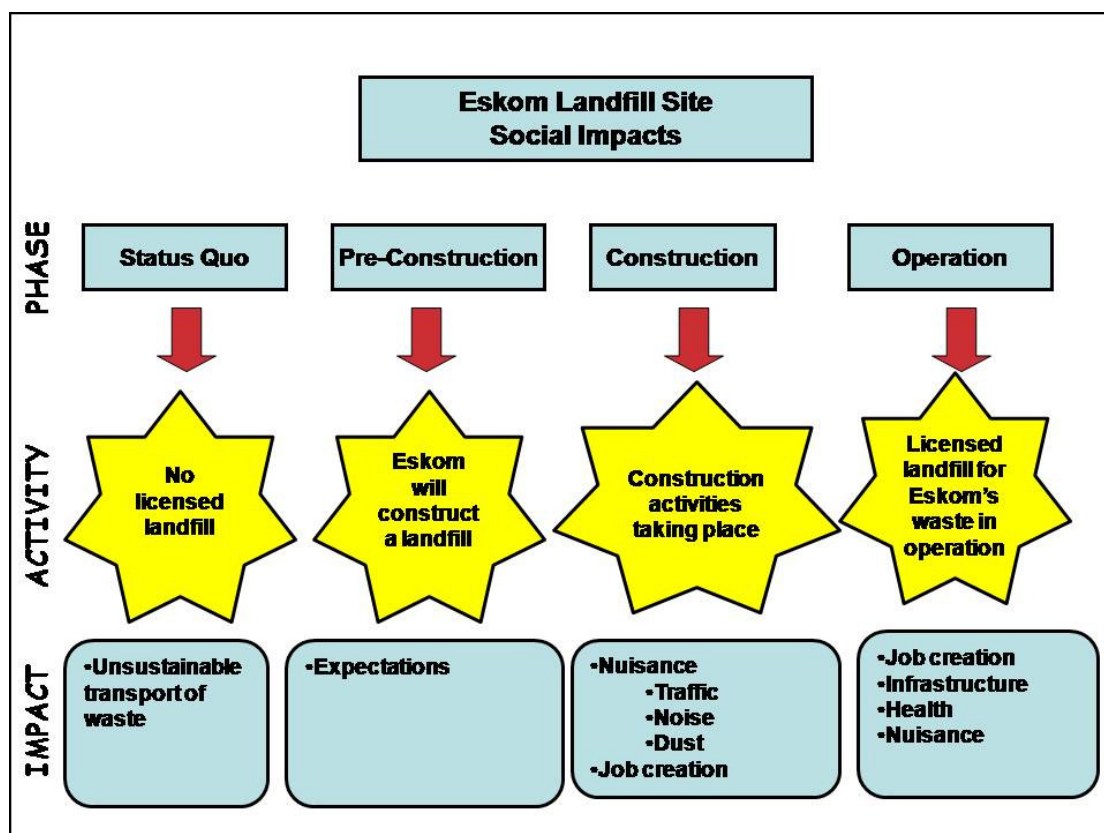 Eskom Landfill Site
Social Impacts
PHASE
Status Quo
Pre-Construction
Construction
Operation
ACTIVITY
No
licensed
landfill
Eskom
will
construct
a landfill
Construction
activities
taking place
Licensed
landfill for
Eskom's
waste in
operation
IMPACT
•Unsustainable
transport of
waste
•Expectations
•Nuisance
•Traffic
•Noise
•Dust
•Job creation
•Job creation
•Infrastructure
•Health
•Nuisance